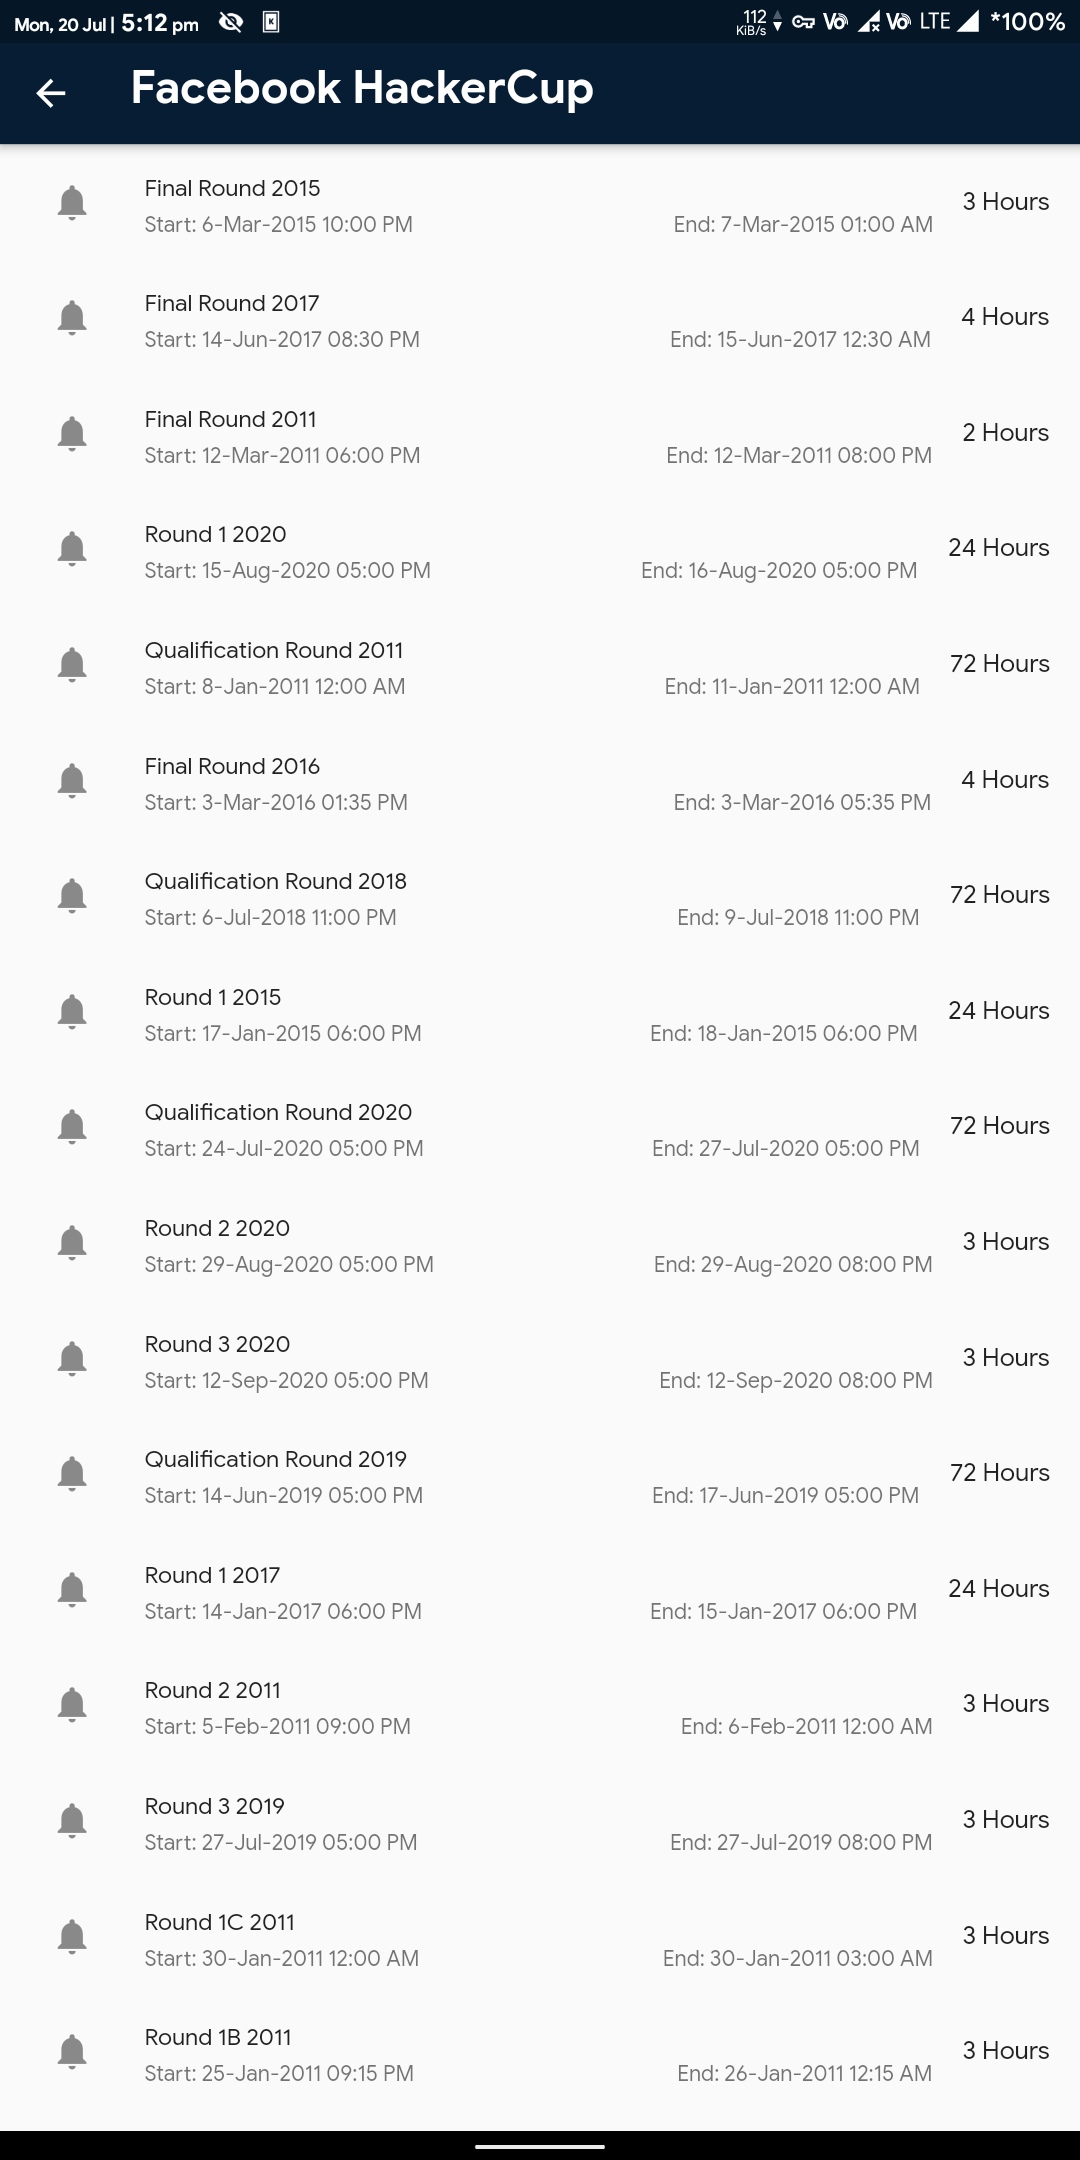 Mon, 20 Jul | 5:12 pm 112 KiB/s Vo Vo LTE *100%
Facebook HackerCup
Final Round 2015
3 Hours
Start: 6-Mar-2015 10:00 PM End: 7-Mar-2015 01:00 AM
Final Round 2017
4 Hours
Start: 14-Jun-2017 08:30 PM End: 15-Jun-2017 12:30 AM
Final Round 2011
2 Hours
Start: 12-Mar-2011 06:00 PM End: 12-Mar-2011 08:00 PM
Round 1 2020
24 Hours
Start: 15-Aug-2020 05:00 PM End: 16-Aug-2020 05:00 PM
Qualification Round 2011
72 Hours
Start: 8-Jan-2011 12:00 AM End: 11-Jan-2011 12:00 AM
Final Round 2016
4 Hours
Start: 3-Mar-2016 01:35 PM End: 3-Mar-2016 05:35 PM
Qualification Round 2018
72 Hours
Start: 6-Jul-2018 11:00 PM End: 9-Jul-2018 11:00 PM
Round 1 2015
24 Hours
Start: 17-Jan-2015 06:00 PM End: 18-Jan-2015 06:00 PM
Qualification Round 2020
72 Hours
Start: 24-Jul-2020 05:00 PM End: 27-Jul-2020 05:00 PM
Round 2 2020
3 Hours
Start: 29-Aug-2020 05:00 PM End: 29-Aug-2020 08:00 PM
Round 3 2020
3 Hours
Start: 12-Sep-2020 05:00 PM End: 12-Sep-2020 08:00 PM
Qualification Round 2019
72 Hours
Start: 14-Jun-2019 05:00 PM End: 17-Jun-2019 05:00 PM
Round 1 2017
24 Hours
Start: 14-Jan-2017 06:00 PM End: 15-Jan-2017 06:00 PM
Round 2 2011
3 Hours
Start: 5-Feb-2011 09:00 PM End: 6-Feb-2011 12:00 AM
Round 3 2019
3 Hours
Start: 27-Jul-2019 05:00 PM End: 27-Jul-2019 08:00 PM
Round 1C 2011
3 Hours
Start: 30-Jan-2011 12:00 AM End: 30-Jan-2011 03:00 AM
Round 1B 2011
3 Hours
Start: 25-Jan-2011 09:15 PM End: 26-Jan-2011 12:15 AM